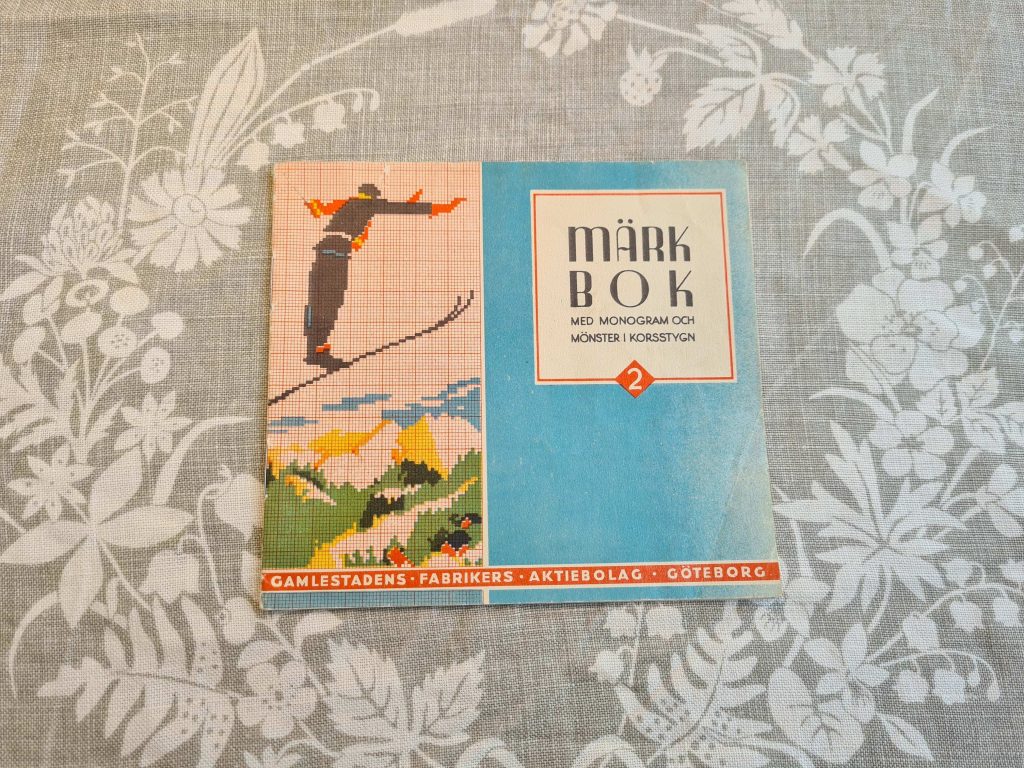 MÄRK
BOK
MED MONOGRAM OCH
MÖNSTER I KORSSTYGN
2
GAMLESTADENS · FABRIKERS · AKTIEBOLAG · GÖTEBORG